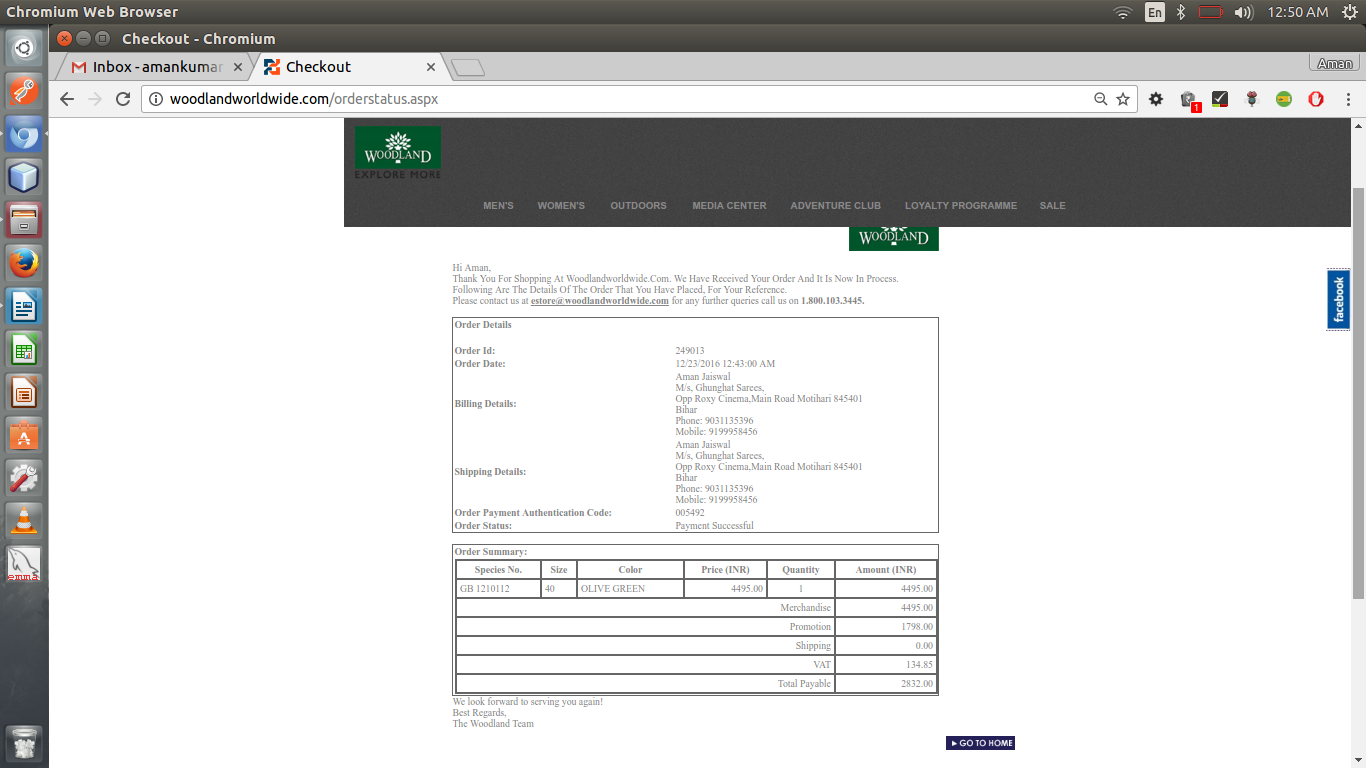 Chromium Web Browser
En
12:50 AM
Checkout - Chromium
Inbox - amankumar
Checkout
Aman
woodlandworldwide.com/orderstatus.aspx
1
WOODLAND
EXPLORE MORE
MEN'S WOMEN'S OUTDOORS MEDIA CENTER ADVENTURE CLUB LOYALTY PROGRAMME SALE
WOODLAND
facebook
Hi Aman,
Thank You For Shopping At Woodlandworldwide.Com. We Have Received Your Order And It Is Now In Process.
Following Are The Details Of The Order That You Have Placed, For Your Reference.
Please contact us at estore@woodlandworldwide.com for any further queries call us on 1.800.103.3445.
Order Details
Order Id: 249013
Order Date: 12/23/2016 12:43:00 AM
Billing Details:
Aman Jaiswal
M/s, Ghunghat Sarees,
Opp Roxy Cinema,Main Road Motihari 845401
Bihar
Phone: 9031135396
Mobile: 9199958456
Shipping Details:
Aman Jaiswal
M/s, Ghunghat Sarees,
Opp Roxy Cinema,Main Road Motihari 845401
Bihar
Phone: 9031135396
Mobile: 9199958456
Order Payment Authentication Code: 005492
Order Status: Payment Successful
Order Summary:
Species No. Size Color Price (INR) Quantity Amount (INR)
GB 1210112 40 OLIVE GREEN 4495.00 1 4495.00
Merchandise 4495.00
Promotion 1798.00
Shipping 0.00
VAT 134.85
Total Payable 2832.00
We look forward to serving you again!
Best Regards,
The Woodland Team
GO TO HOME